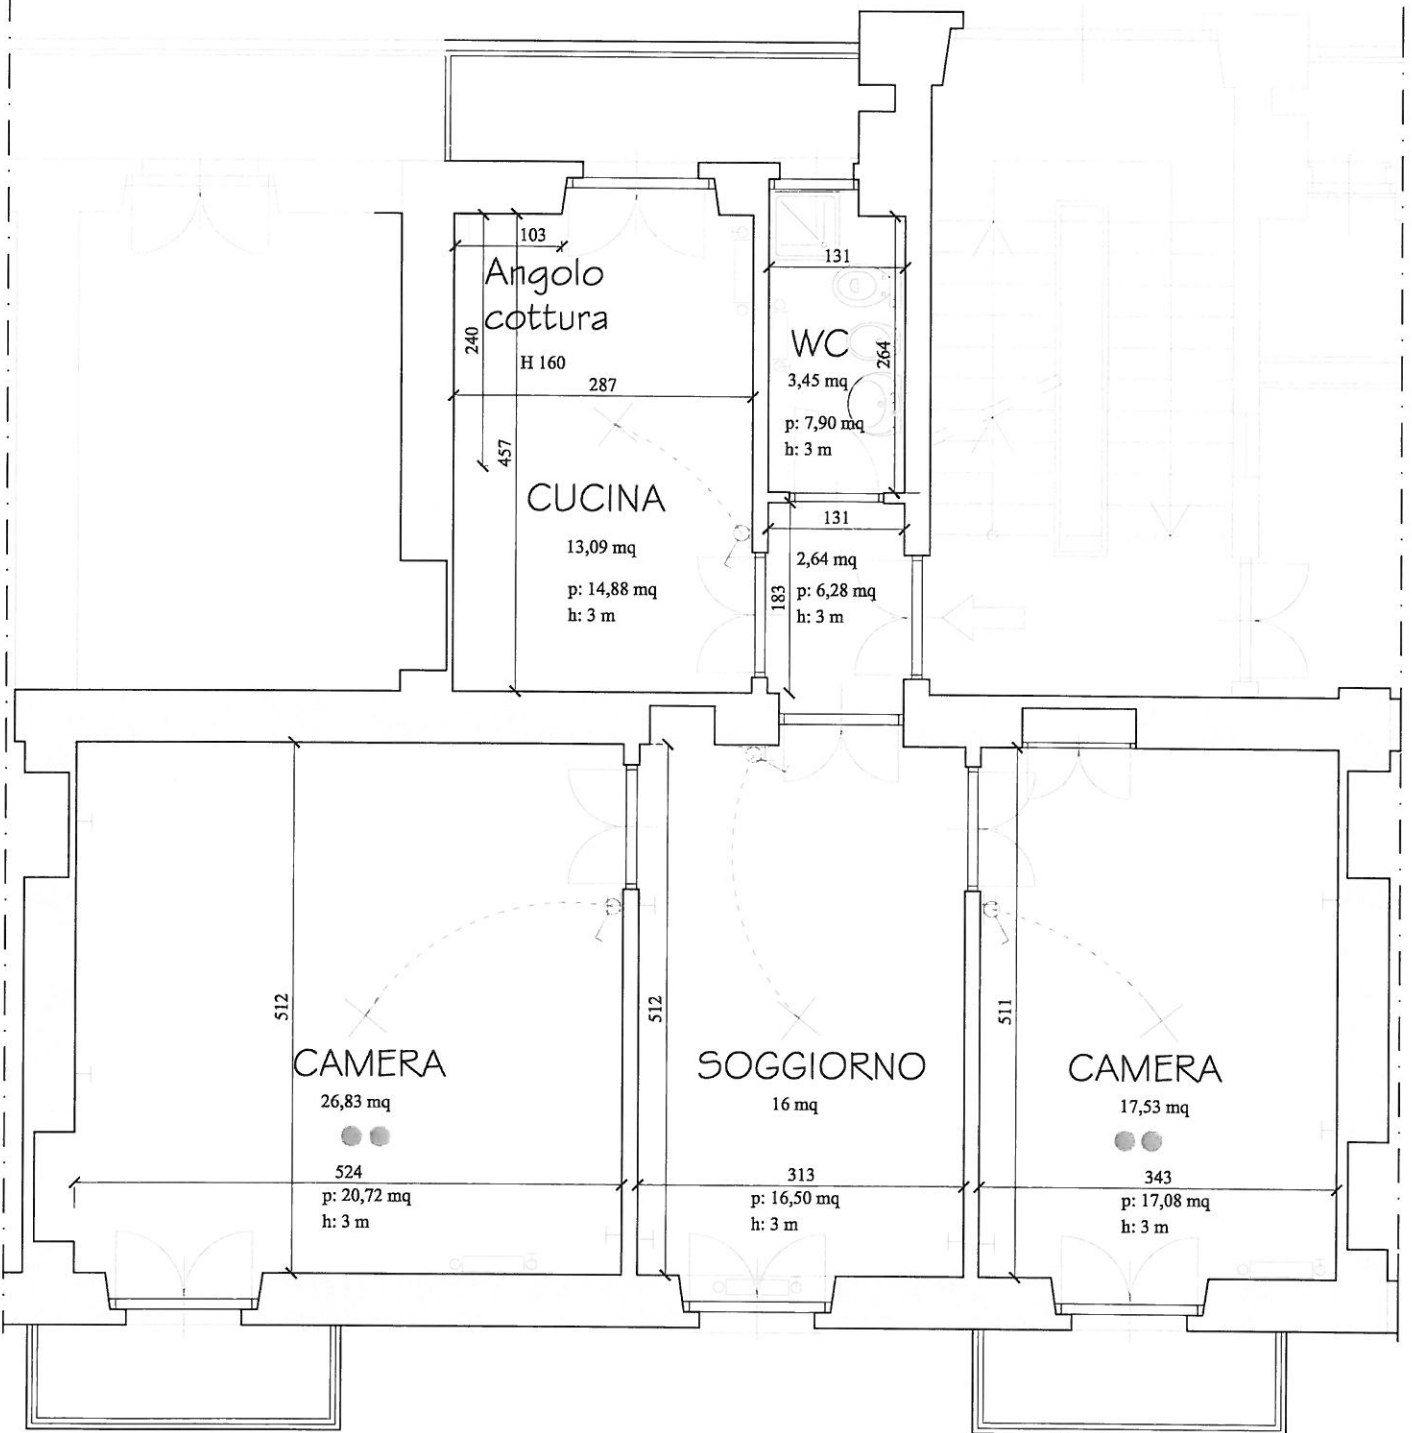 103
Angolo
cottura
240
H 160
287
457
CUCINA
13,09 mq
p: 14,88 mq
h: 3 m
131
WC
264
3,45 mq
p: 7,90 mq
h: 3 m
131
2,64 mq
183
p: 6,28 mq
h: 3 m
512
CAMERA
26,83 mq
524
p: 20,72 mq
h: 3 m
512
SOGGIORNO
16 mq
313
p: 16,50 mq
h: 3 m
511
CAMERA
17,53 mq
343
p: 17,08 mq
h: 3 m